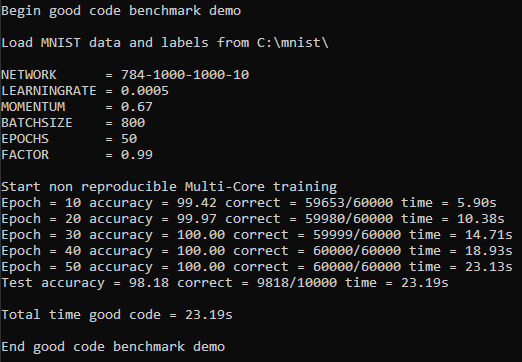 Begin good code benchmark demo
Load MNIST data and labels from C:\mnist\
NETWORK      = 784-1000-1000-10
LEARNINGRATE = 0.0005
MOMENTUM     = 0.67
BATCHSIZE    = 800
EPOCHS       = 50
FACTOR       = 0.99
Start non reproducible Multi-Core training
Epoch = 10 accuracy = 99.42 correct = 59653/60000 time = 5.90s
Epoch = 20 accuracy = 99.97 correct = 59980/60000 time = 10.38s
Epoch = 30 accuracy = 100.00 correct = 59999/60000 time = 14.71s
Epoch = 40 accuracy = 100.00 correct = 60000/60000 time = 18.93s
Epoch = 50 accuracy = 100.00 correct = 60000/60000 time = 23.13s
Test accuracy = 98.18 correct = 9818/10000 time = 23.19s
Total time good code = 23.19s
End good code benchmark demo